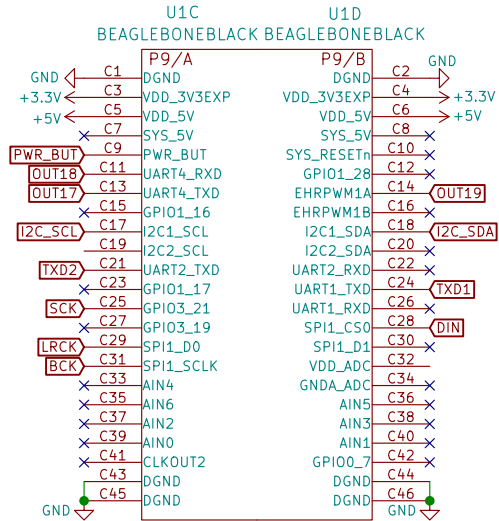 U1C U1D
BEAGLEBONEBLACK BEAGLEBONEBLACK
P9/A P9/B
GND C1 DGND DGND C2 GND
+3.3V C3 VDD_3V3EXP VDD_3V3EXP C4 +3.3V
+5V C5 VDD_5V VDD_5V C6 +5V
C7 SYS_5V SYS_5V C8
PWR_BUT C9 PWR_BUT SYS_RESETn C10
OUT18 C11 UART4_RXD GPIO1_28 C12
OUT17 C13 UART4_TXD EHRPWM1A C14 OUT19
C15 GPIO1_16 EHRPWM1B C16
I2C_SCL C17 I2C1_SCL I2C1_SDA C18 I2C_SDA
C19 I2C2_SCL I2C2_SDA C20
TXD2 C21 UART2_TXD UART2_RXD C22
C23 GPIO1_17 UART1_TXD C24 TXD1
SCK C25 GPIO3_21 UART1_RXD C26
C27 GPIO3_19 SPI1_CS0 C28 DIN
LRCK C29 SPI1_D0 SPI1_D1 C30
BCK C31 SPI1_SCLK VDD_ADC C32
C33 AIN4 GNDA_ADC C34
C35 AIN6 AIN5 C36
C37 AIN2 AIN3 C38
C39 AIN0 AIN1 C40
C41 CLKOUT2 GPIO0_7 C42
C43 DGND DGND C44
GND C45 DGND DGND C46 GND